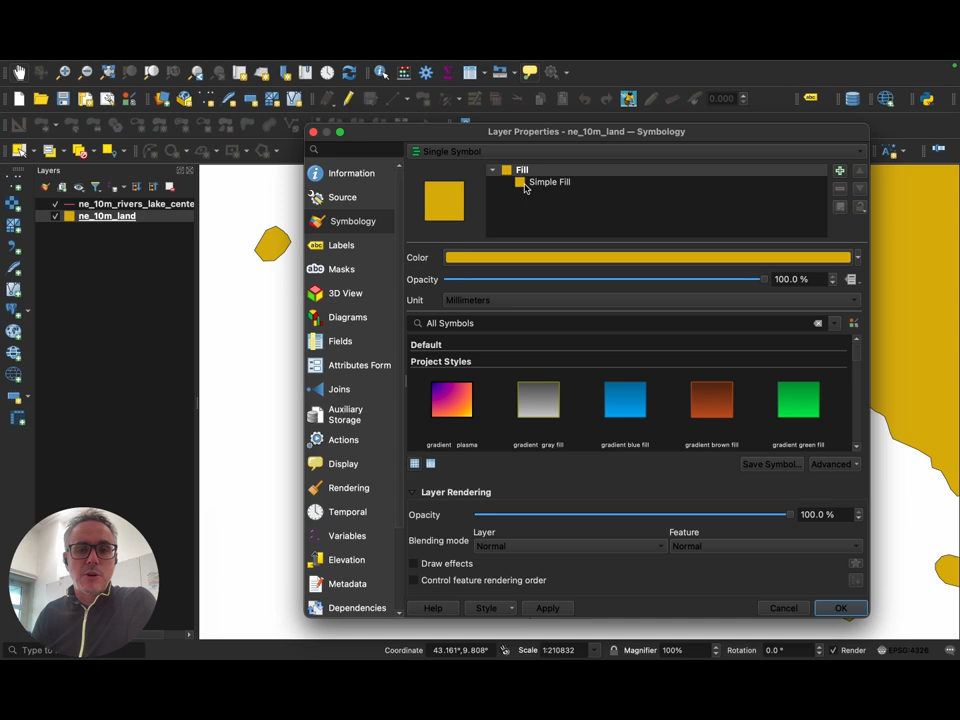 0.000
abc
Layer Properties - ne_10m_land — Symbology
Layers
ne_10m_rivers_lake_cente
ne_10m_land
Information
Source
Symbology
Labels
Masks
3D View
Diagrams
Fields
Attributes Form
Joins
Auxiliary
Storage
Actions
Display
Rendering
Temporal
Variables
Elevation
Metadata
Dependencies
Single Symbol
Fill
Simple Fill
Color
Opacity
100.0 %
Unit
Millimeters
All Symbols
Default
Project Styles
gradient plasma
gradient gray fill
gradient blue fill
gradient brown fill
gradient green fill
Save Symbol...
Advanced
Layer Rendering
Opacity
100.0 %
Blending mode
Layer
Normal
Feature
Normal
Draw effects
Control feature rendering order
Help
Style
Apply
Cancel
OK
Type to
Coordinate
43.161°,9.808°
Scale
1:210832
Magnifier
100%
Rotation
0.0 °
Render
EPSG:4326